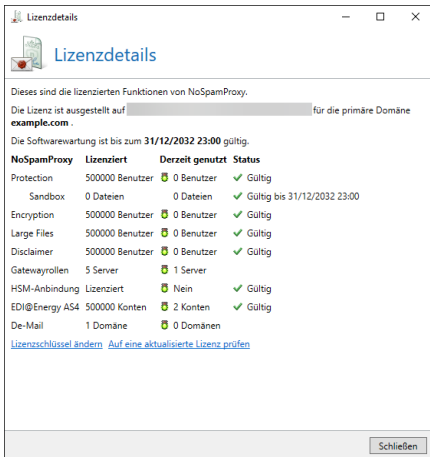 Lizenzdetails
Lizenzdetails
Dieses sind die lizenzierten Funktionen von NoSpamProxy.
Die Lizenz ist ausgestellt auf für die primäre Domäne
example.com .
Die Softwarewartung ist bis zum 31/12/2032 23:00 gültig.
NoSpamProxy Lizenziert Derzeit genutzt Status
Protection 500000 Benutzer 0 Benutzer Gültig
Sandbox 0 Dateien 0 Dateien Gültig bis 31/12/2032 23:00
Encryption 500000 Benutzer 0 Benutzer Gültig
Large Files 500000 Benutzer 0 Benutzer Gültig
Disclaimer 500000 Benutzer 0 Benutzer Gültig
Gatewayrollen 5 Server 1 Server
HSM-Anbindung Lizenziert Nein Gültig
EDI@Energy AS4 500000 Konten 2 Konten Gültig
De-Mail 1 Domäne 0 Domänen
Lizenzschlüssel ändern Auf eine aktualisierte Lizenz prüfen
Schließen